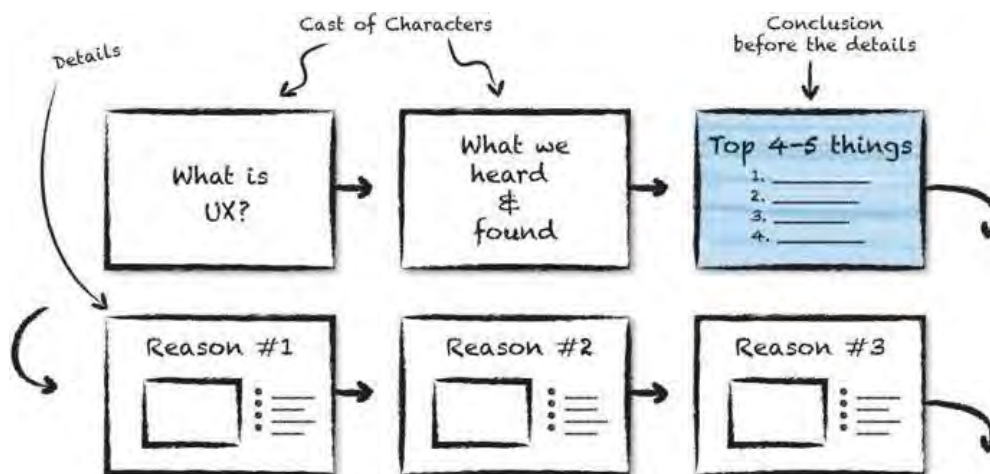 Cast of Characters
Conclusion
before the details
Details
What is
UX?
What we
heard
&
found
Top 4-5 things
1.
2.
3.
4.
Reason #1
Reason #2
Reason #3